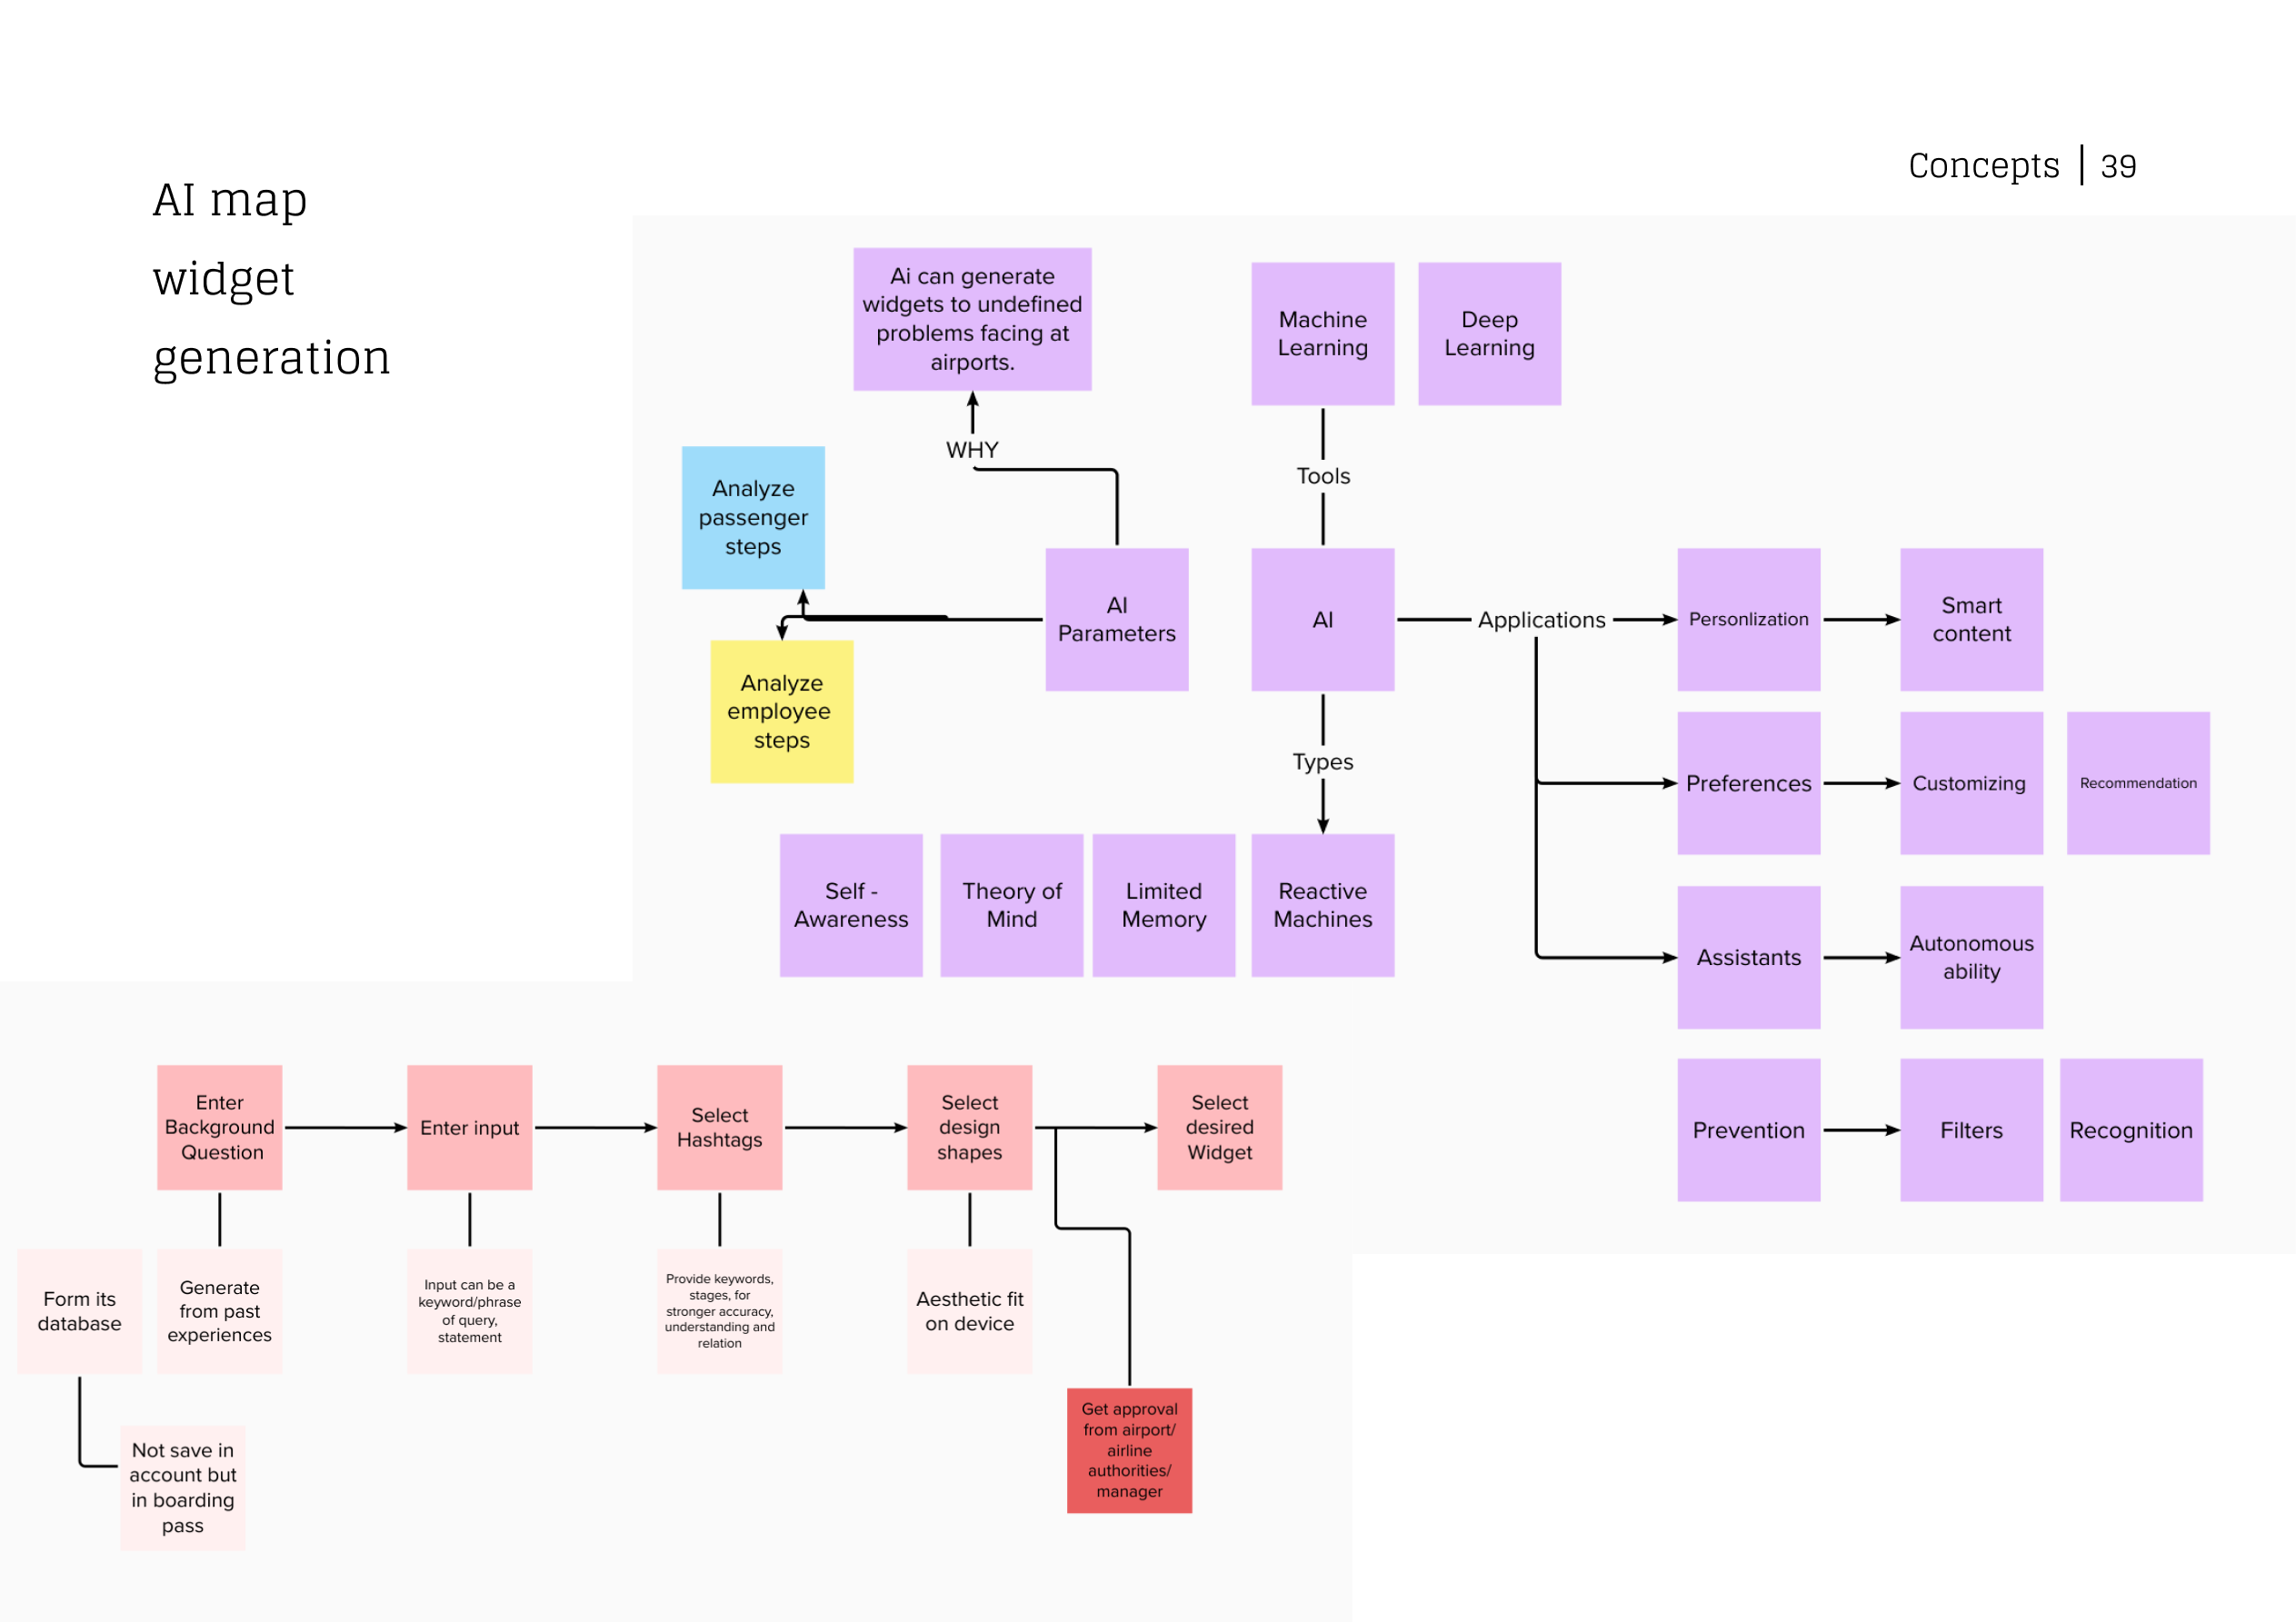 AI map
widget
generation
Concepts | 39
Ai can generate
widgets to undefined
problems facing at
airports.
Machine
Learning
Deep
Learning
WHY
Tools
Analyze
passenger
steps
AI
Parameters
AI
Applications
Personlization
Smart
content
Analyze
employee
steps
Types
Preferences
Customizing
Recommendation
Self -
Awareness
Theory of
Mind
Limited
Memory
Reactive
Machines
Assistants
Autonomous
ability
Prevention
Filters
Recognition
Enter
Background
Question
Enter input
Select
Hashtags
Select
design
shapes
Select
desired
Widget
Form its
database
Generate
from past
experiences
Input can be a
keyword/phrase
of query,
statement
Provide keywords,
stages, for
stronger accuracy,
understanding and
relation
Aesthetic fit
on device
Get approval
from airport/
airline
authorities/
manager
Not save in
account but
in boarding
pass